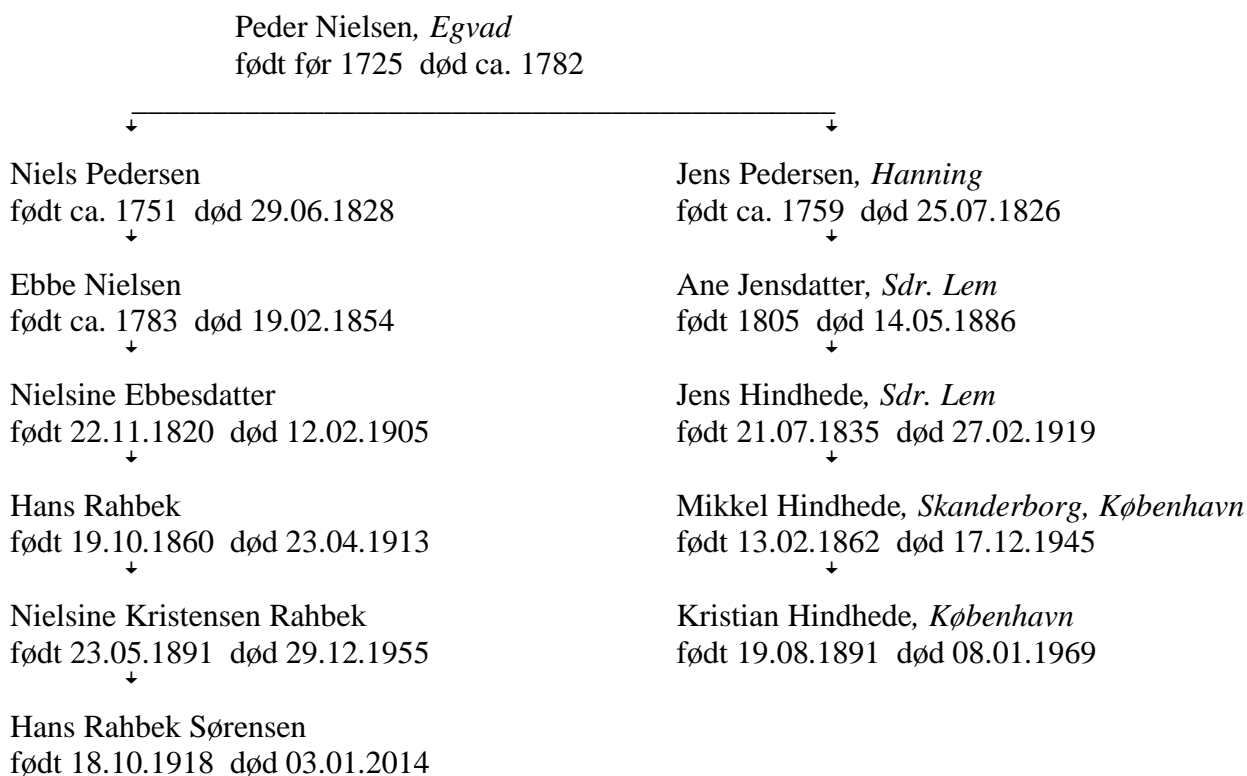 Peder Nielsen, Egvad
født før 1725  død ca. 1782
Niels Pedersen
født ca. 1751  død 29.06.1828
Jens Pedersen, Hanning
født ca. 1759  død 25.07.1826
Ebbe Nielsen
født ca. 1783  død 19.02.1854
Ane Jensdatter, Sdr. Lem
født 1805  død 14.05.1886
Nielsine Ebbesdatter
født 22.11.1820  død 12.02.1905
Jens Hindhede, Sdr. Lem
født 21.07.1835  død 27.02.1919
Hans Rahbek
født 19.10.1860  død 23.04.1913
Mikkel Hindhede, Skanderborg, København
født 13.02.1862  død 17.12.1945
Nielsine Kristensen Rahbek
født 23.05.1891  død 29.12.1955
Kristian Hindhede, København
født 19.08.1891  død 08.01.1969
Hans Rahbek Sørensen
født 18.10.1918  død 03.01.2014